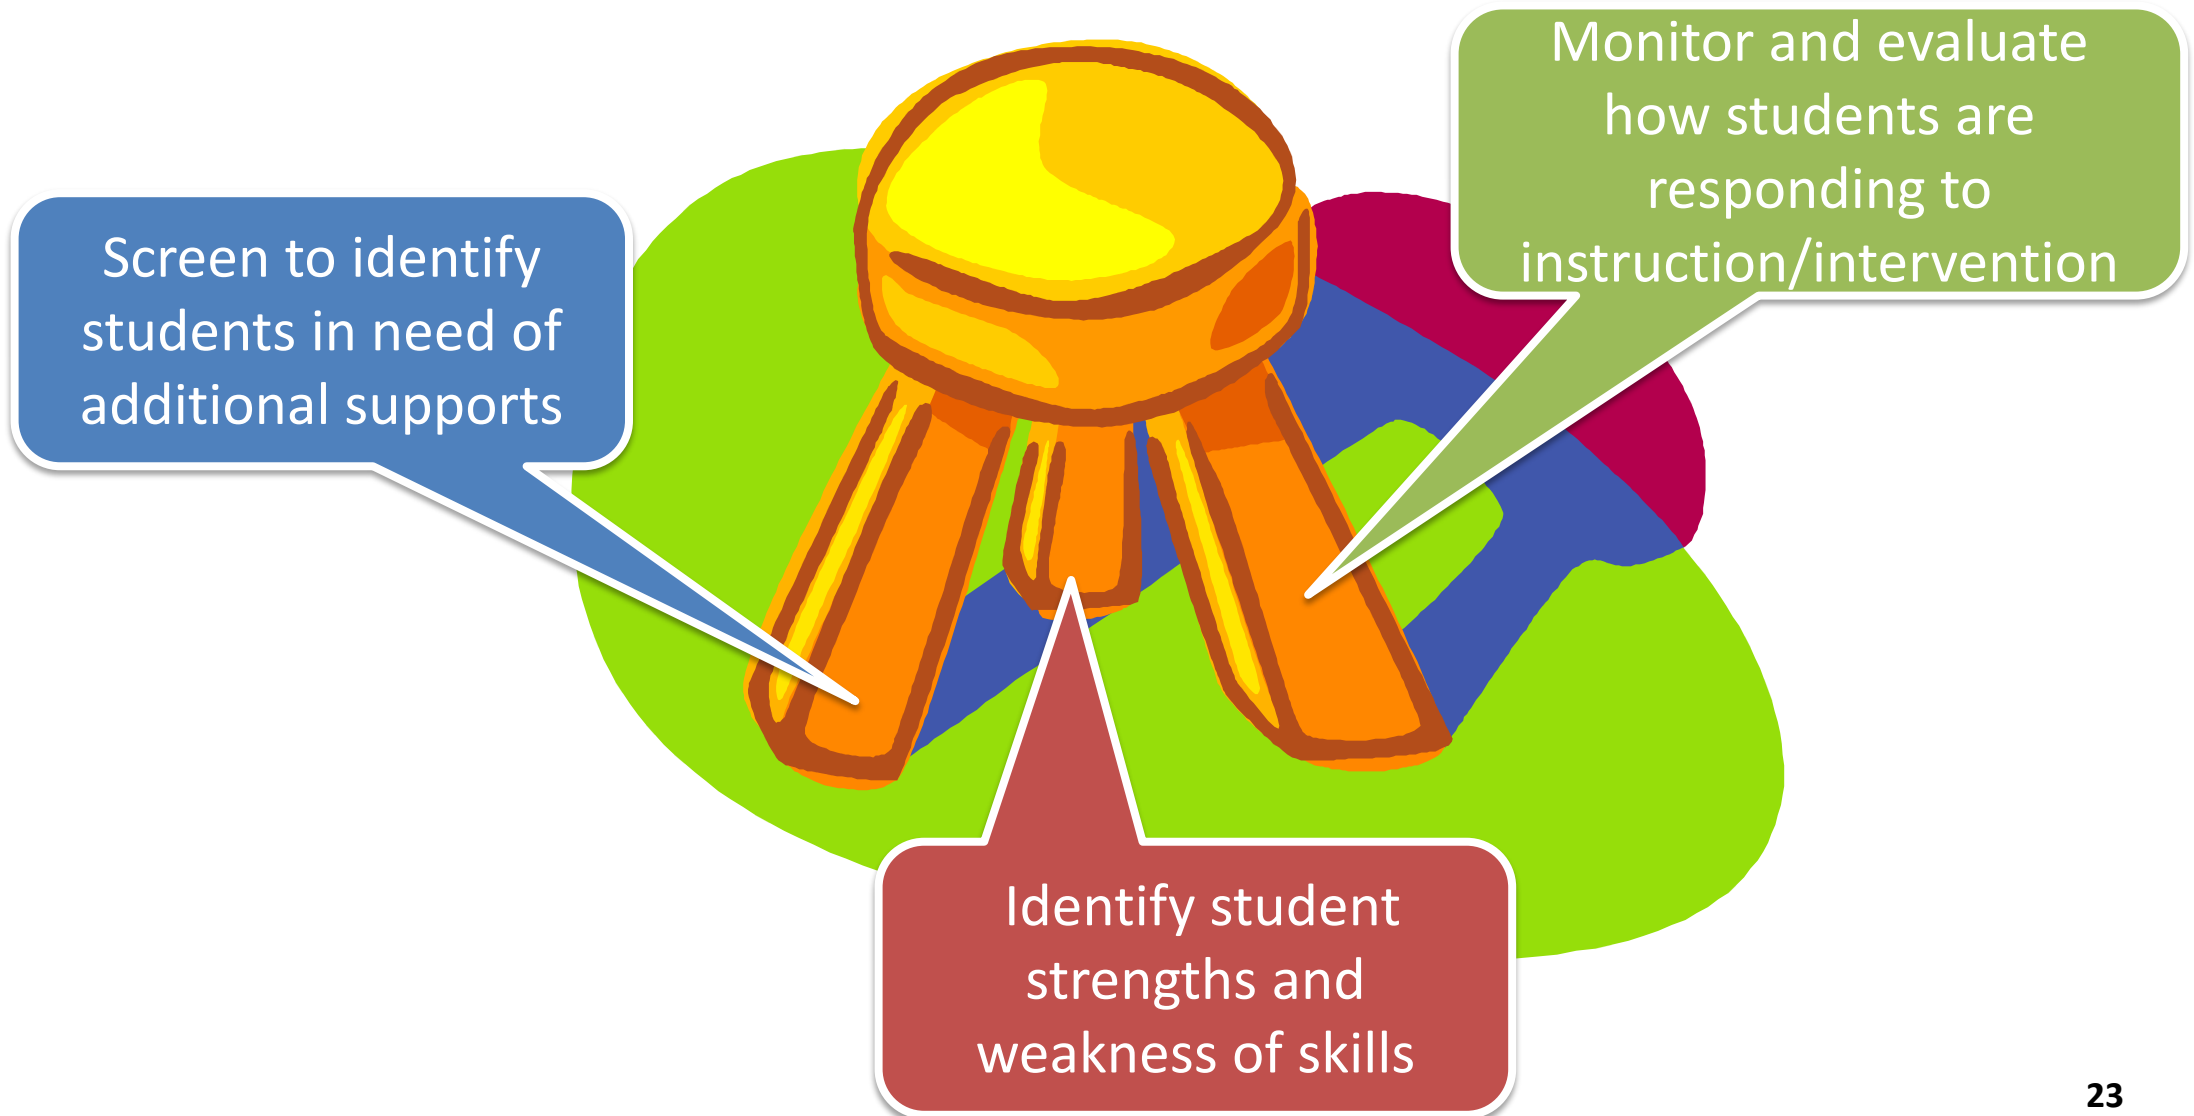 Monitor and evaluate
how students are
responding to
instruction/intervention
Screen to identify
students in need of
additional supports
Identify student
strengths and
weakness of skills
23